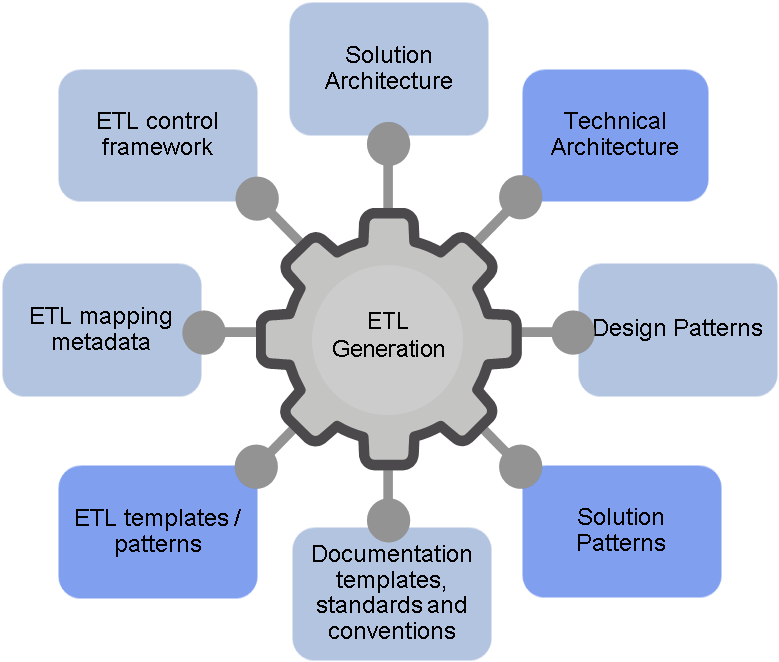 Solution
Architecture
ETL control
framework
Technical
Architecture
ETL mapping
metadata
ETL
Generation
Design Patterns
ETL templates /
patterns
Solution
Patterns
Documentation
templates,
standards and
conventions